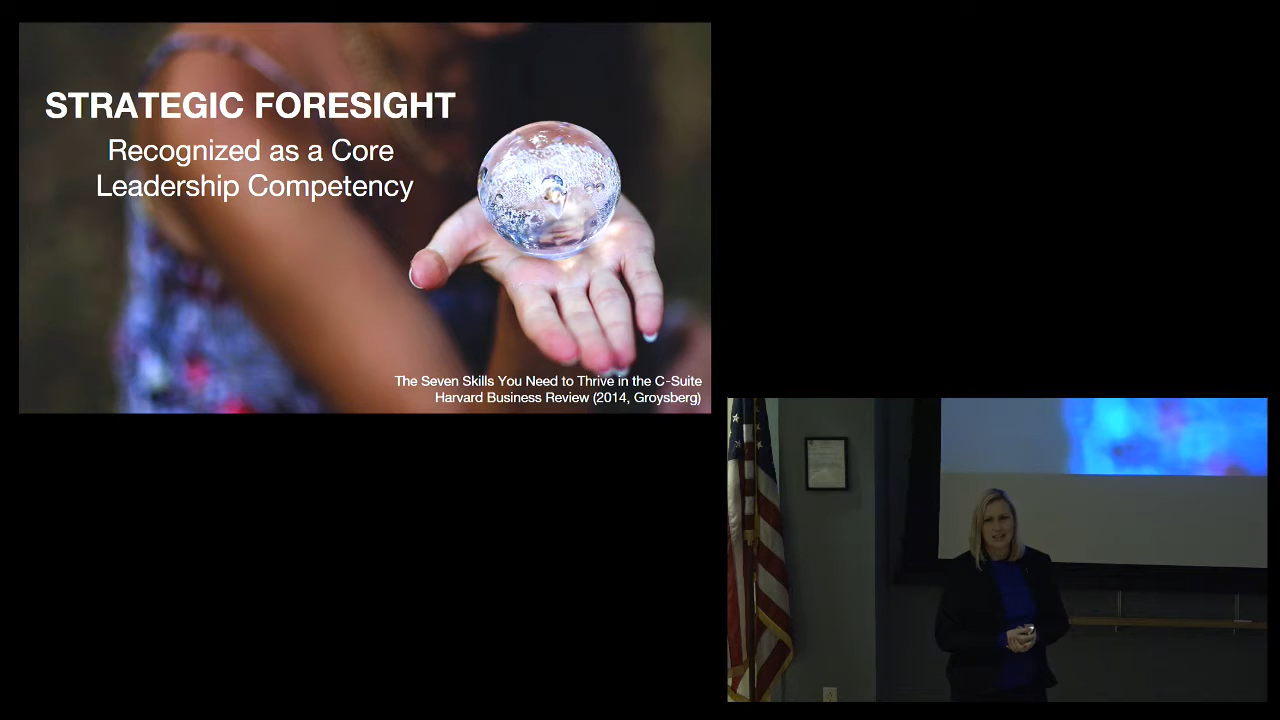 STRATEGIC FORESIGHT
Recognized as a Core
Leadership Competency
The Seven Skills You Need to Thrive in the C-Suite
Harvard Business Review (2014, Groysberg)